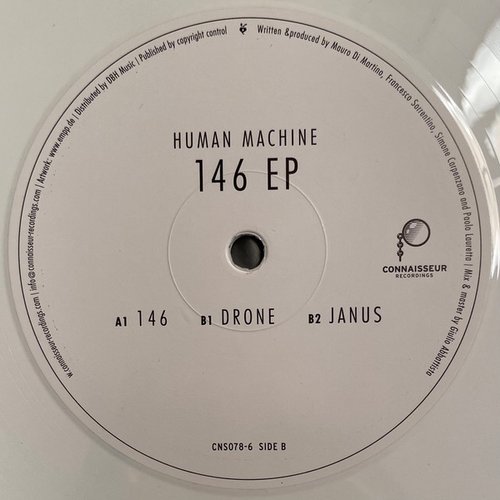 w.connaisseur-recordings.com | info@connaisseur-recordings.com | Artwork: www.empp.de | Distributed by DBH Music | Published by copyright control
Written &produced by Mauro Di Martino, Francesco Sorrentino, Simone Carpenzano and Paolo Lauretta / Mix & master by Giulio Abbattista
HUMAN MACHINE
146 EP
CONNAISSEUR
RECORDINGS
A1 146 B1 DRONE B2 JANUS
CNS078-6 SIDE B